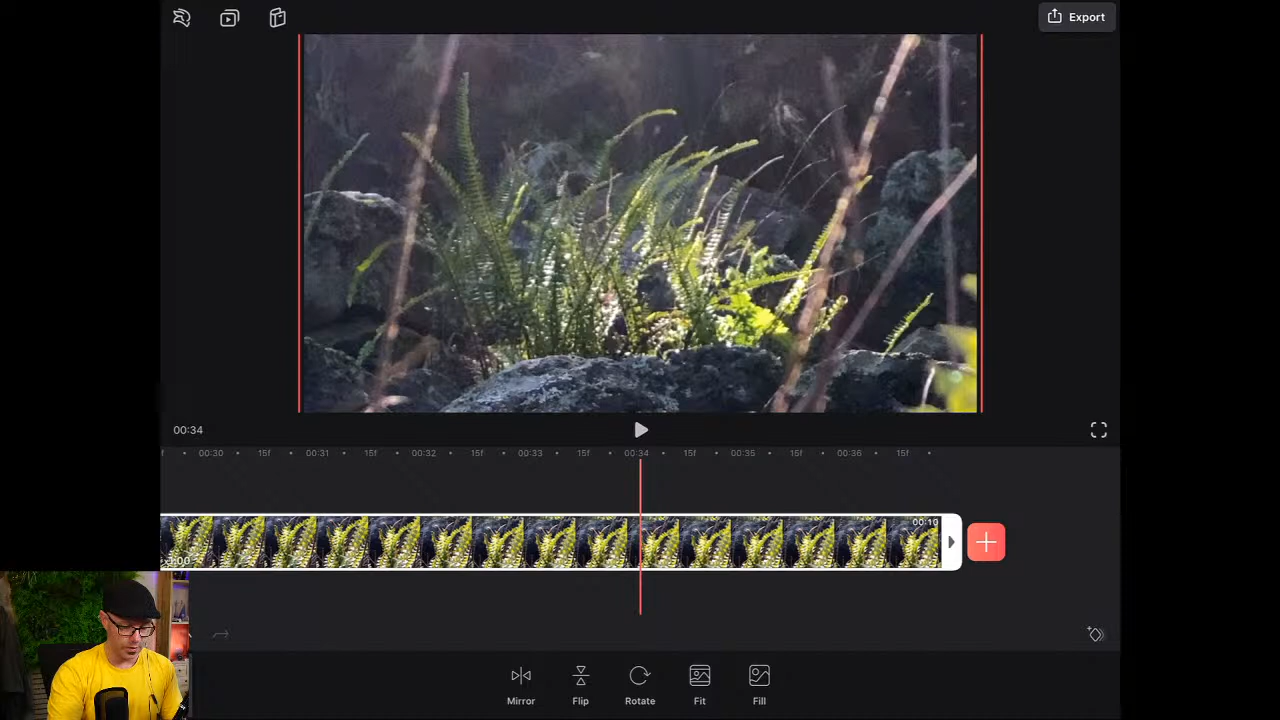 Export
00:34
f 00:30 15f 00:31 15f 00:32 15f 00:33 15f 00:34 15f 00:35 15f 00:36 15f
00:10
Mirror Flip Rotate Fit Fill